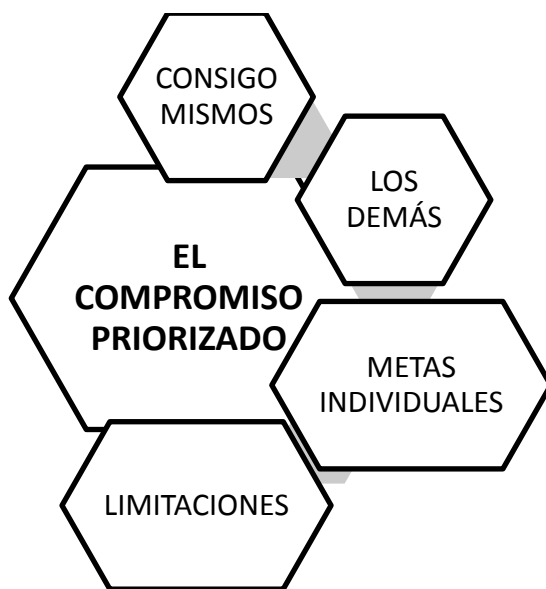 CONSIGO
MISMOS
LOS
DEMÁS
EL
COMPROMISO
PRIORIZADO
METAS
INDIVIDUALES
LIMITACIONES